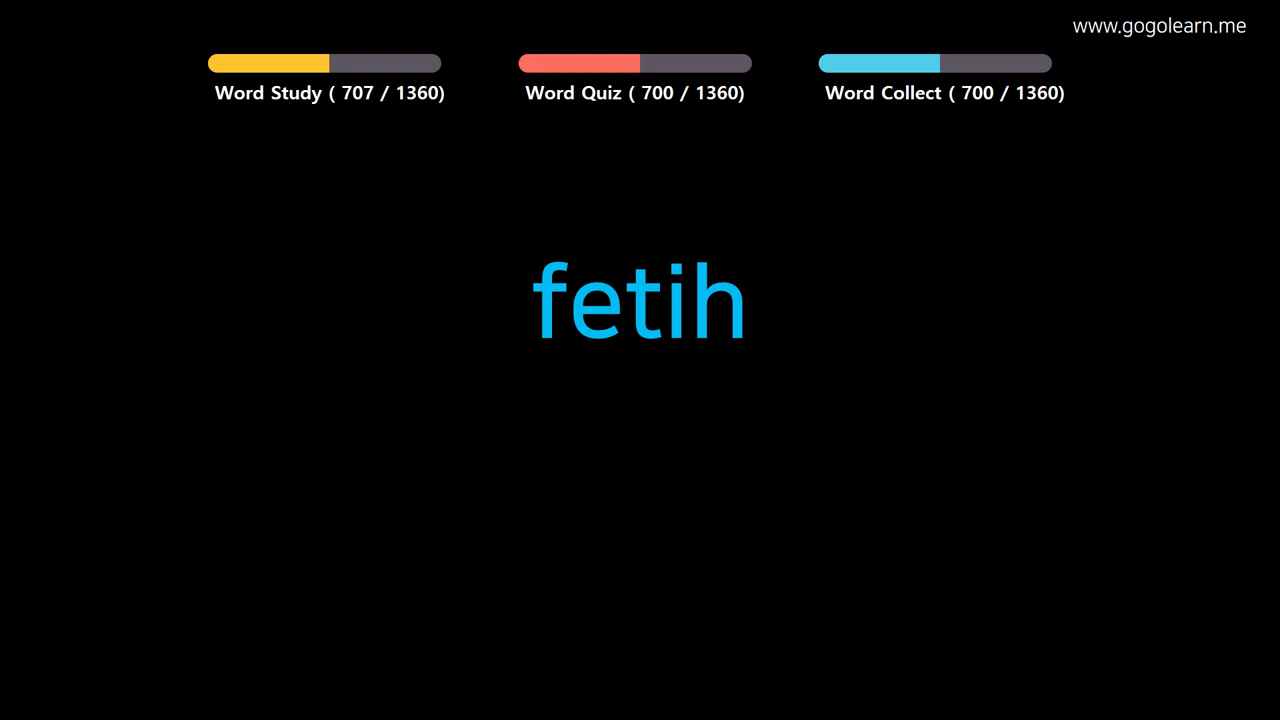 www.gogolearn.me
Word Study ( 707 / 1360)
Word Quiz ( 700 / 1360)
Word Collect ( 700 / 1360)
fetih